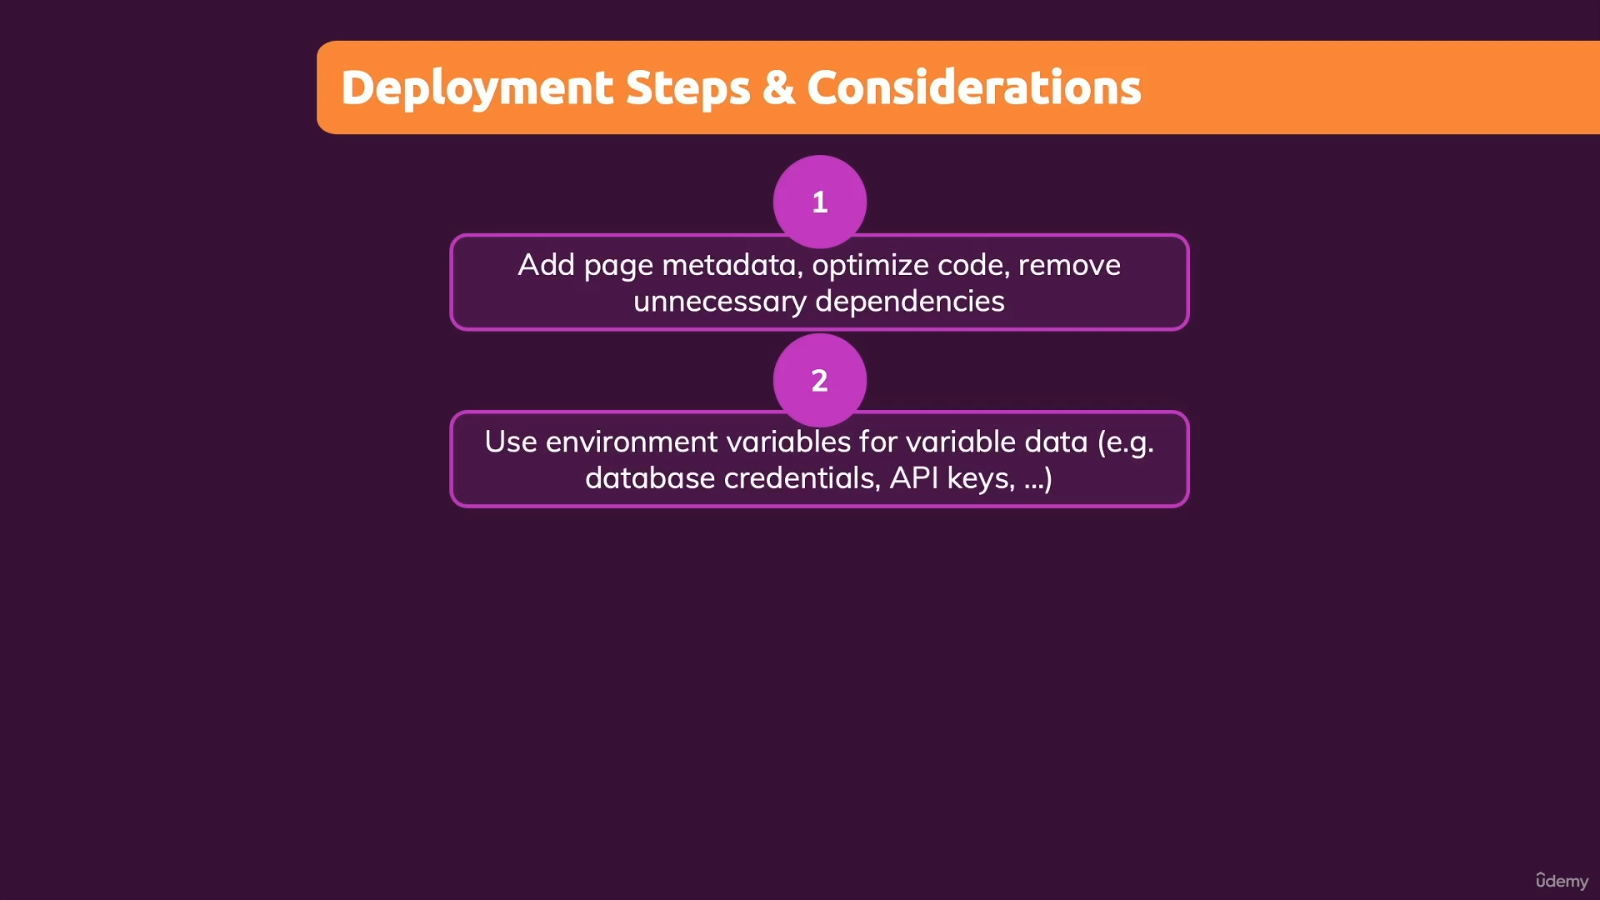 Deployment Steps & Considerations
1
Add page metadata, optimize code, remove
unnecessary dependencies
2
Use environment variables for variable data (e.g.
database credentials, API keys, ...)
ûdemy